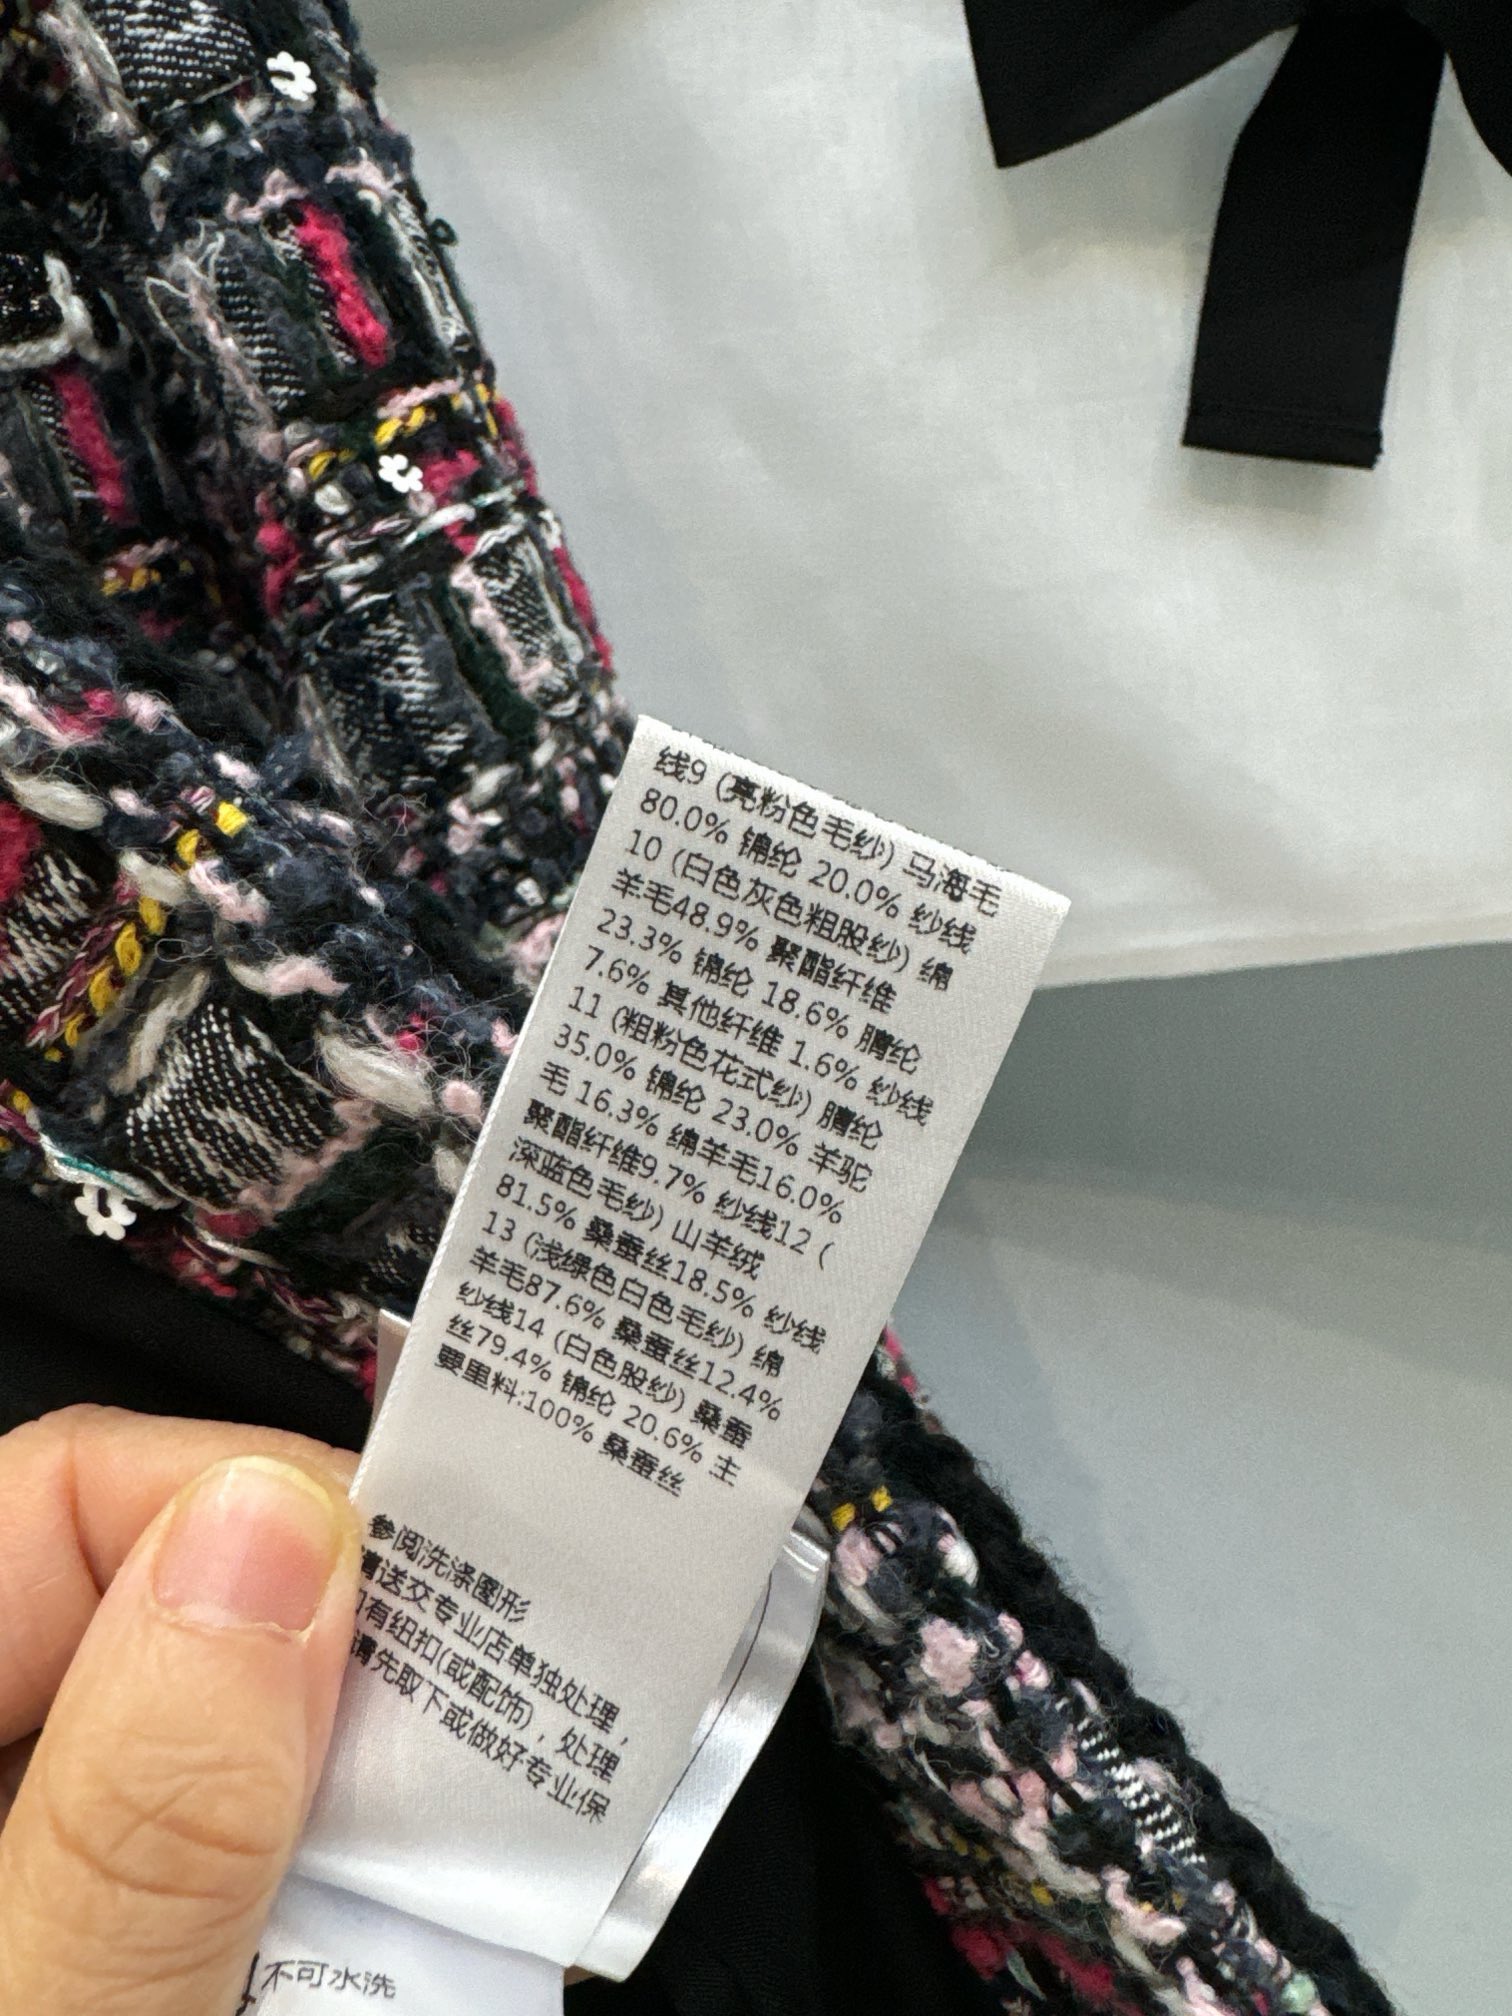 线9 (亮粉色毛纱) 马海毛
80.0% 锦纶 20.0% 纱线
10 (白色灰色粗股纱) 绵
羊毛48.9% 聚酯纤维
23.3% 锦纶 18.6% 腈纶
7.6% 其他纤维 1.6% 纱线
11 (粗粉色花式纱) 腈纶
35.0% 锦纶 23.0% 羊驼
毛 16.3% 绵羊毛16.0%
聚酯纤维9.7% 纱线12 (
深蓝色毛纱) 山羊绒
81.5% 桑蚕丝18.5% 纱线
13 (浅绿色白色毛纱) 绵
羊毛87.6% 桑蚕丝12.4%
纱线14 (白色股纱) 桑蚕
丝79.4% 锦纶 20.6% 主
要里料:100% 桑蚕丝
参阅洗涤图形
请送交专业店单独处理，
有纽扣(或配饰)，处理
请先取下或做好专业保
不可水洗